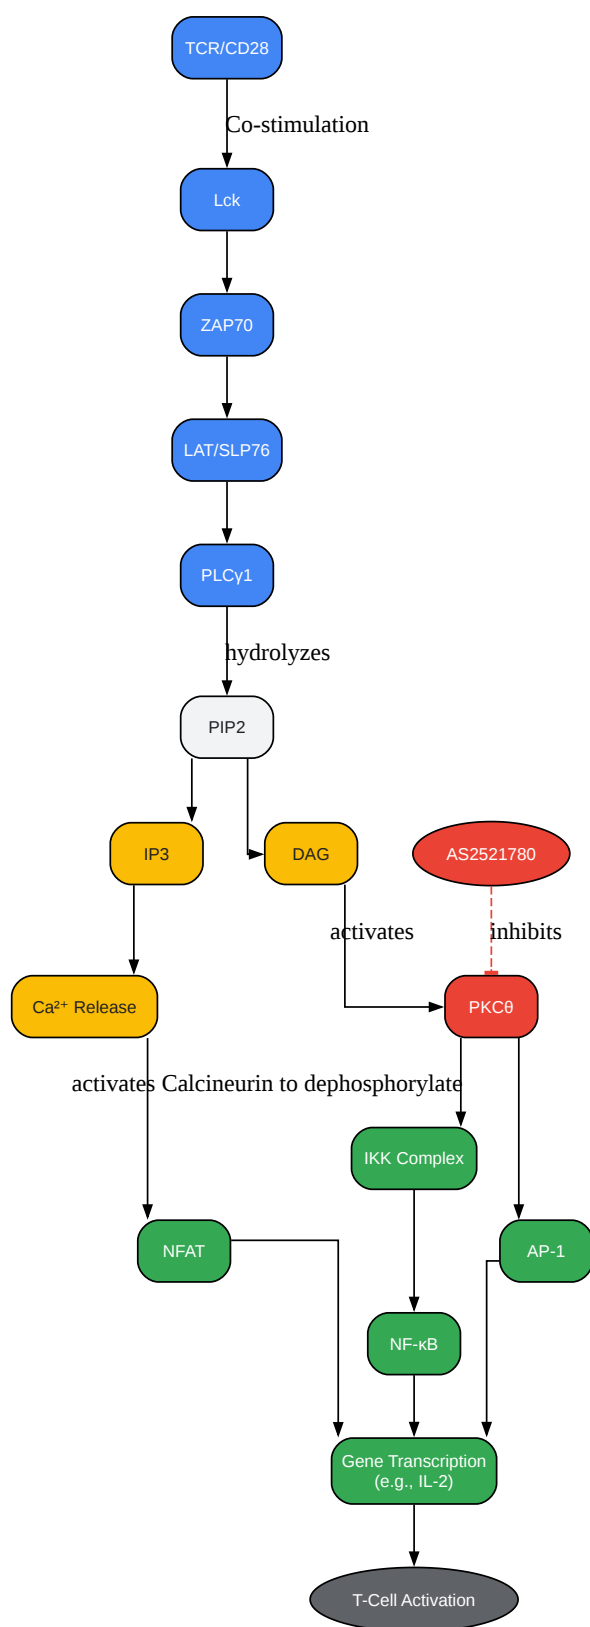 TCR/CD28
Co-stimulation
Lck
ZAP70
LAT/SLP76
PLCγ1
hydrolyzes
PIP2
IP3
DAG
AS2521780
activates
inhibits
Ca²⁺ Release
PKCθ
activates Calcineurin to dephosphorylate
IKK Complex
NFAT
AP-1
NF-κB
Gene Transcription
(e.g., IL-2)
T-Cell Activation